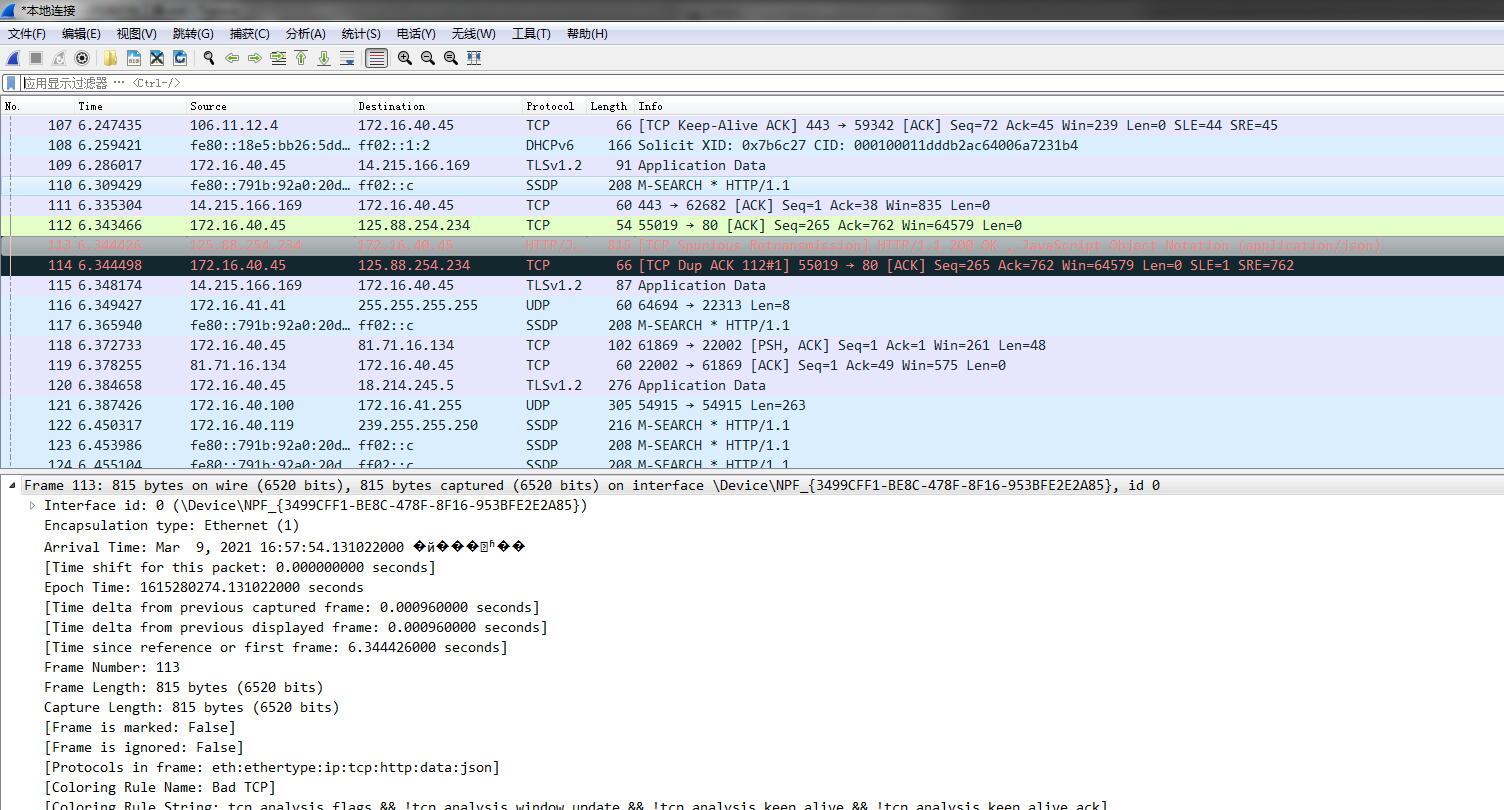 *本地连接
文件(F) 编辑(E) 视图(V) 跳转(G) 捕获(C) 分析(A) 统计(S) 电话(Y) 无线(W) 工具(T) 帮助(H)
应用显示过滤器 … <Ctrl-/>
No. Time Source Destination Protocol Length Info
107 6.247435 106.11.12.4 172.16.40.45 TCP 66 [TCP Keep-Alive ACK] 443 → 59342 [ACK] Seq=72 Ack=45 Win=239 Len=0 SLE=44 SRE=45
108 6.259421 fe80::18e5:bb26:5dd… ff02::1:2 DHCPv6 166 Solicit XID: 0x7b6c27 CID: 000100011dddb2ac64006a7231b4
109 6.286017 172.16.40.45 14.215.166.169 TLSv1.2 91 Application Data
110 6.309429 fe80::791b:92a0:20d… ff02::c SSDP 208 M-SEARCH * HTTP/1.1
111 6.335304 14.215.166.169 172.16.40.45 TCP 60 443 → 62682 [ACK] Seq=1 Ack=38 Win=835 Len=0
112 6.343466 172.16.40.45 125.88.254.234 TCP 54 55019 → 80 [ACK] Seq=265 Ack=762 Win=64579 Len=0
113 6.344426 125.88.254.234 172.16.40.45 HTTP/J… 815 [TCP Spurious Retransmission] HTTP/1.1 200 OK , JavaScript Object Notation (application/json)
114 6.344498 172.16.40.45 125.88.254.234 TCP 66 [TCP Dup ACK 112#1] 55019 → 80 [ACK] Seq=265 Ack=762 Win=64579 Len=0 SLE=1 SRE=762
115 6.348174 14.215.166.169 172.16.40.45 TLSv1.2 87 Application Data
116 6.349427 172.16.41.41 255.255.255.255 UDP 60 64694 → 22313 Len=8
117 6.365940 fe80::791b:92a0:20d… ff02::c SSDP 208 M-SEARCH * HTTP/1.1
118 6.372733 172.16.40.45 81.71.16.134 TCP 102 61869 → 22002 [PSH, ACK] Seq=1 Ack=1 Win=261 Len=48
119 6.378255 81.71.16.134 172.16.40.45 TCP 60 22002 → 61869 [ACK] Seq=1 Ack=49 Win=575 Len=0
120 6.384658 172.16.40.45 18.214.245.5 TLSv1.2 276 Application Data
121 6.387426 172.16.40.100 172.16.41.255 UDP 305 54915 → 54915 Len=263
122 6.450317 172.16.40.119 239.255.255.250 SSDP 216 M-SEARCH * HTTP/1.1
123 6.453986 fe80::791b:92a0:20d… ff02::c SSDP 208 M-SEARCH * HTTP/1.1
124 6.455104 fe80::791b:92a0:20d… ff02::c SSDP 208 M-SEARCH * HTTP/1.1
Frame 113: 815 bytes on wire (6520 bits), 815 bytes captured (6520 bits) on interface \Device\NPF_{3499CFF1-BE8C-478F-8F16-953BFE2E2A85}, id 0
Interface id: 0 (\Device\NPF_{3499CFF1-BE8C-478F-8F16-953BFE2E2A85})
Encapsulation type: Ethernet (1)
Arrival Time: Mar  9, 2021 16:57:54.131022000
[Time shift for this packet: 0.000000000 seconds]
Epoch Time: 1615280274.131022000 seconds
[Time delta from previous captured frame: 0.000960000 seconds]
[Time delta from previous displayed frame: 0.000960000 seconds]
[Time since reference or first frame: 6.344426000 seconds]
Frame Number: 113
Frame Length: 815 bytes (6520 bits)
Capture Length: 815 bytes (6520 bits)
[Frame is marked: False]
[Frame is ignored: False]
[Protocols in frame: eth:ethertype:ip:tcp:http:data:json]
[Coloring Rule Name: Bad TCP]
[Coloring Rule String: tcp.analysis.flags && !tcp.analysis.window_update && !tcp.analysis.keep_alive && !tcp.analysis.keep_alive_ack]